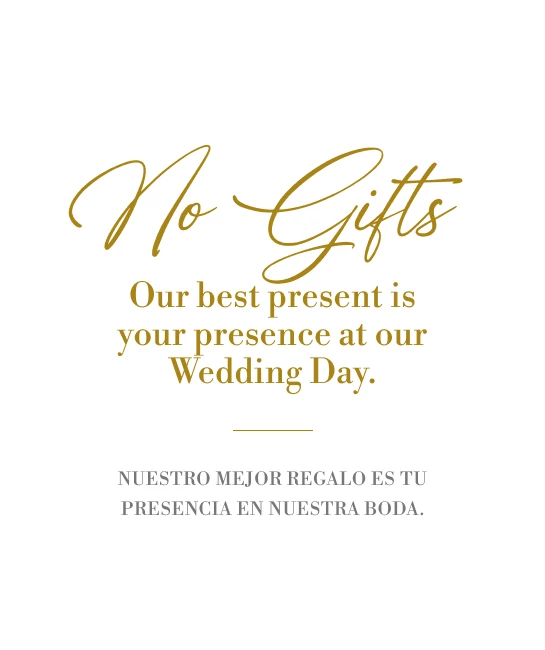 No Gifts
Our best present is
your presence at our
Wedding Day.
NUESTRO MEJOR REGALO ES TU
PRESENCIA EN NUESTRA BODA.